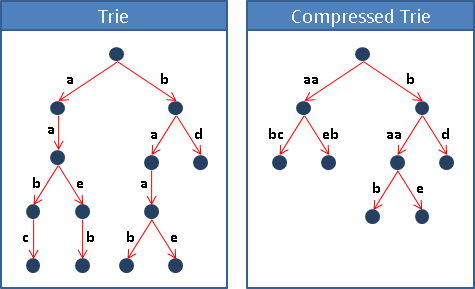 Trie
Compressed Trie
a b
aa b
a
a d
bc eb
aa d
b e
a
b e
c b
b e